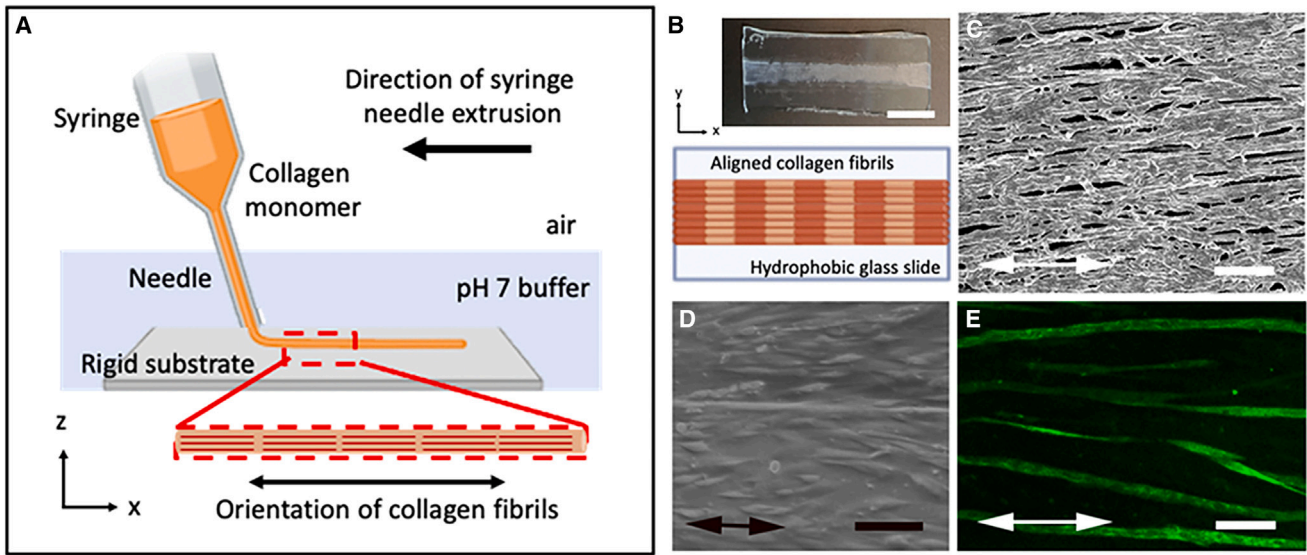 A
Direction of syringe
needle extrusion
Syringe
Collagen
monomer
air
Needle
pH 7 buffer
Rigid substrate
z
x
Orientation of collagen fibrils
B
y
x
Aligned collagen fibrils
Hydrophobic glass slide
C
D
E